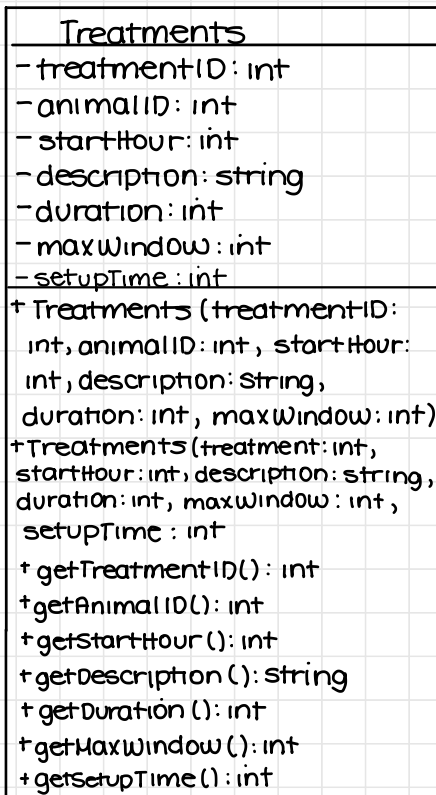 Treatments
- treatmentID: int
- animalID: int
- startHour: int
- description: string
- duration: int
- maxWindow: int
- setupTime: int
+ Treatments (treatmentID:
int, animalID: int, startHour:
int, description: String,
duration: int, maxWindow: int)
+Treatments(treatment: int,
startHour: int, description: string,
duration: int, maxWindow: int,
setupTime : int
+ getTreatmentID(): int
+getAnimalID(): int
+getStartHour(): int
+getDescription(): string
+ getDuration(): int
+getMaxWindow(): int
+getSetupTime(): int